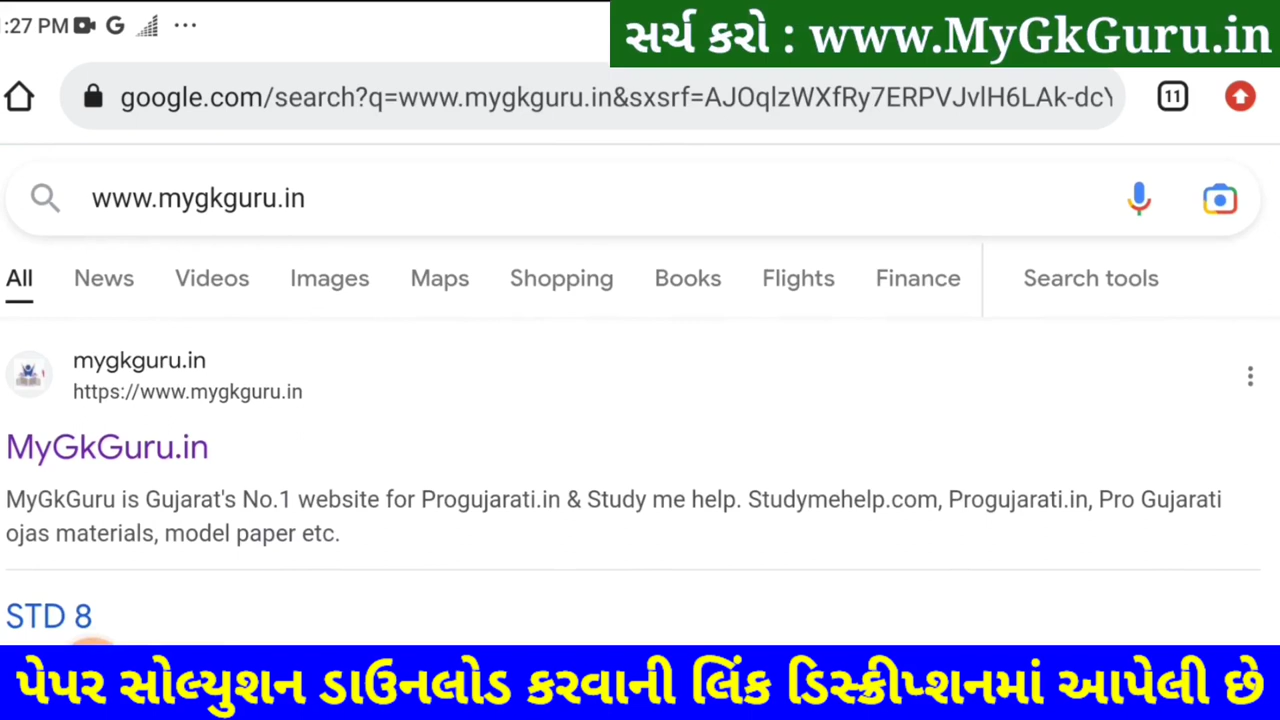 :27 PM
સર્ચ કરો : www.MyGkGuru.in
google.com/search?q=www.mygkguru.in&sxsrf=AJOqlzWXfRy7ERPVJvlH6LAk-dcY
11
www.mygkguru.in
All News Videos Images Maps Shopping Books Flights Finance Search tools
mygkguru.in
https://www.mygkguru.in
MyGkGuru.in
MyGkGuru is Gujarat's No.1 website for Progujarati.in & Study me help. Studymehelp.com, Progujarati.in, Pro Gujarati
ojas materials, model paper etc.
STD 8
પેપર સોલ્યુશન ડાઉનલોડ કરવાની લિંક ડિસ્ક્રીપ્શનમાં આપેલી છે